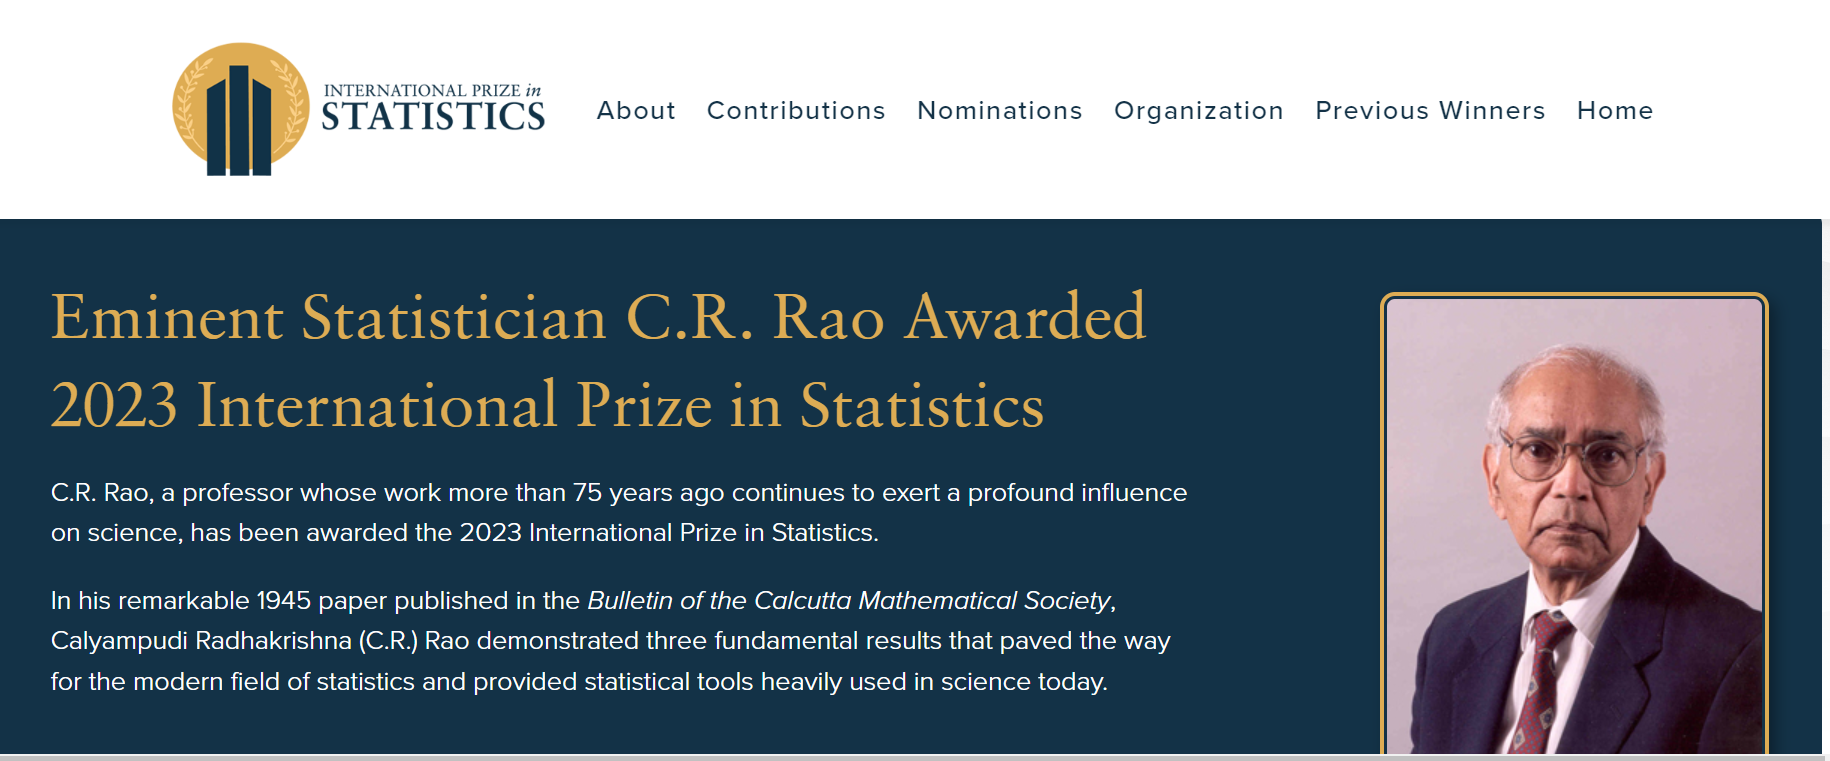 INTERNATIONAL PRIZE in
STATISTICS
About Contributions Nominations Organization Previous Winners Home
Eminent Statistician C.R. Rao Awarded
2023 International Prize in Statistics
C.R. Rao, a professor whose work more than 75 years ago continues to exert a profound influence
on science, has been awarded the 2023 International Prize in Statistics.
In his remarkable 1945 paper published in the Bulletin of the Calcutta Mathematical Society,
Calyampudi Radhakrishna (C.R.) Rao demonstrated three fundamental results that paved the way
for the modern field of statistics and provided statistical tools heavily used in science today.